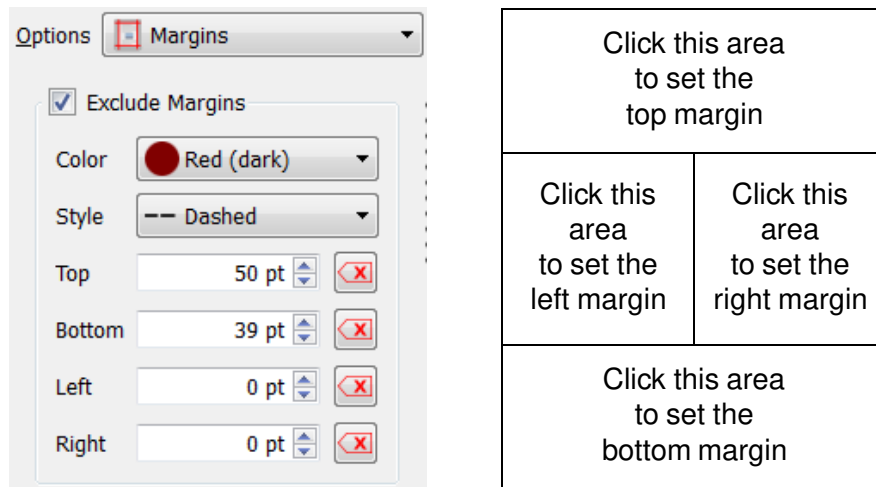 Options Margins
Exclude Margins
Color Red (dark)
Style Dashed
Top 50 pt
Bottom 39 pt
Left 0 pt
Right 0 pt
Click this area
to set the
top margin
Click this
area
to set the
left margin
Click this
area
to set the
right margin
Click this area
to set the
bottom margin